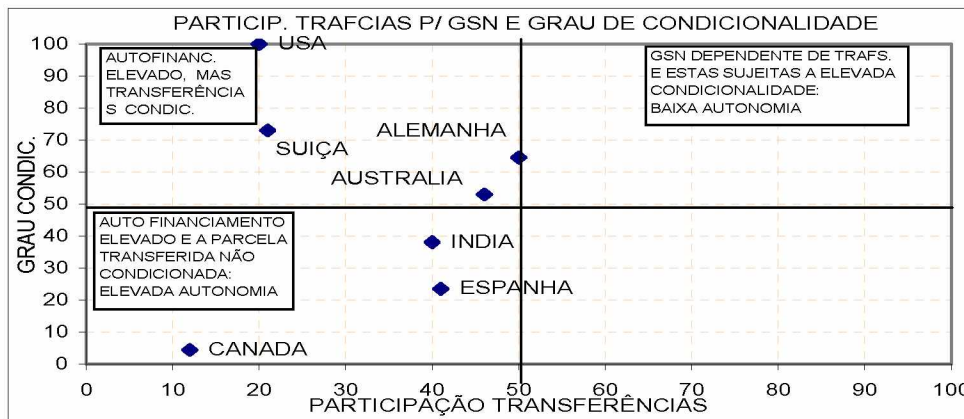 PARTICIP. TRAFCIAS P/ GSN E GRAU DE CONDICIONALIDADE
GRAU CONDIC.
100
90
80
70
60
50
40
30
20
10
0
USA
AUTOFINANC.
ELEVADO, MAS
TRANSFERÊNCIA
S CONDIC.
GSN DEPENDENTE DE TRAFS.
E ESTAS SUJEITAS A ELEVADA
CONDICIONALIDADE:
BAIXA AUTONOMIA
ALEMANHA
SUIÇA
AUSTRALIA
AUTO FINANCIAMENTO
ELEVADO E A PARCELA
TRANSFERIDA NÃO
CONDICIONADA:
ELEVADA AUTONOMIA
INDIA
ESPANHA
CANADA
0 10 20 30 40 50 60 70 80 90 100
PARTICIPAÇÃO TRANSFERÊNCIAS